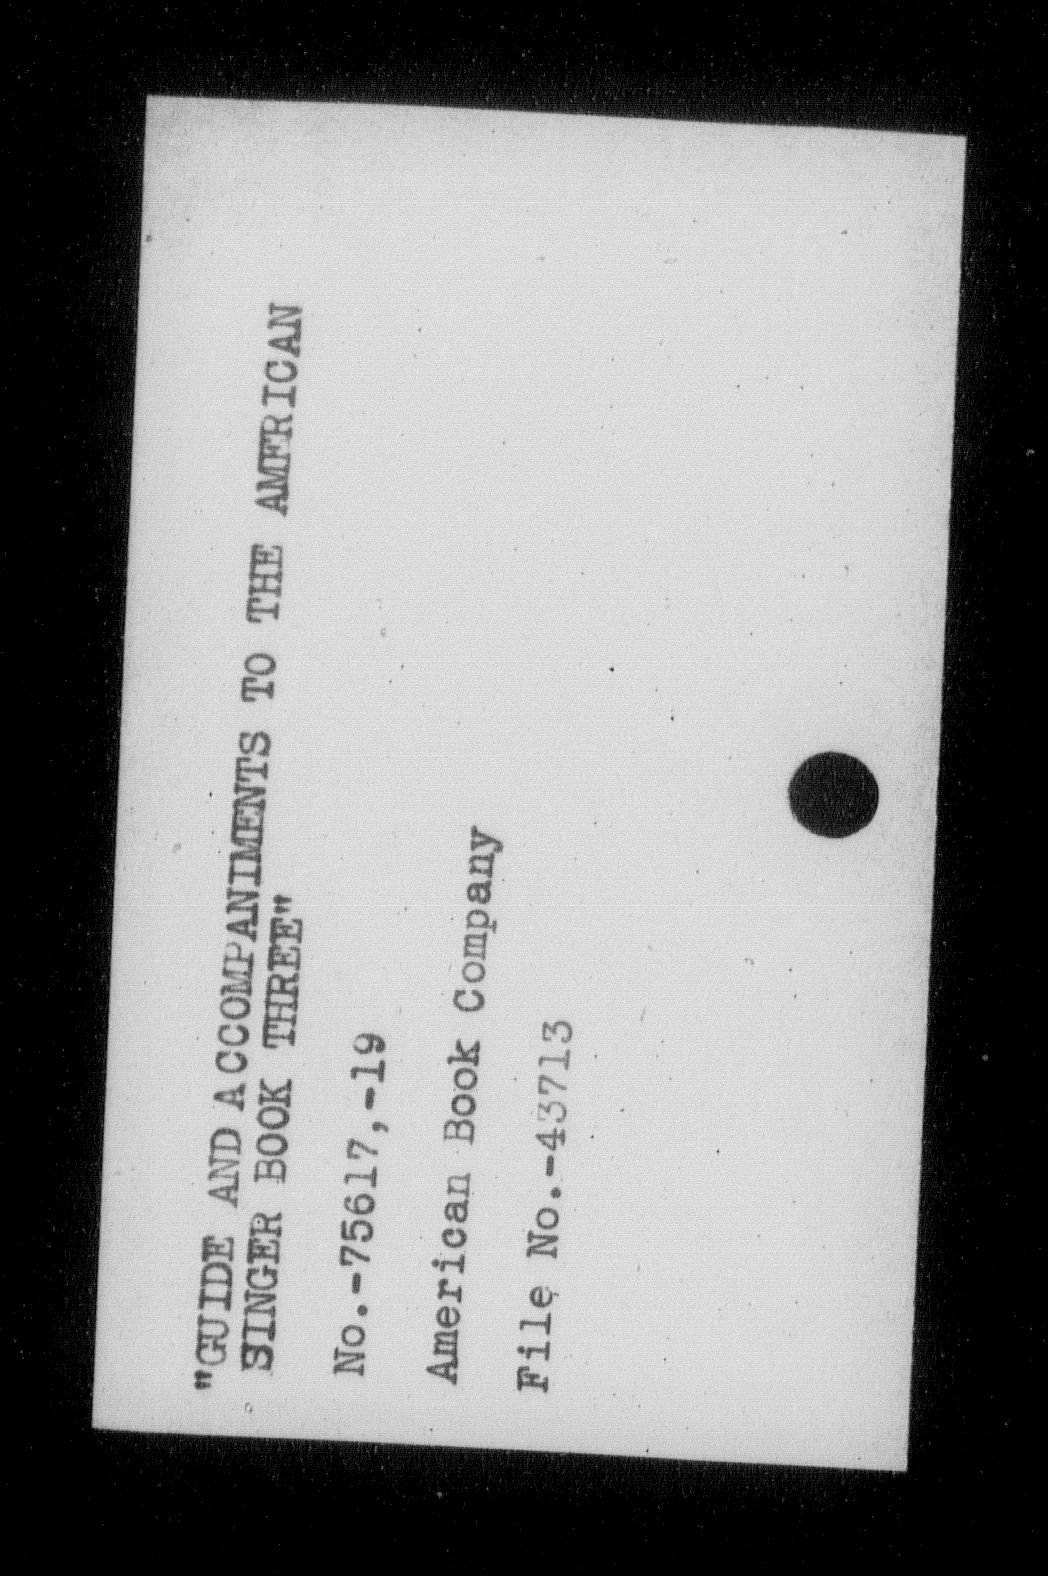 "GUIDE AND ACCOMPANIMENTS TO THE AMERICAN
SINGER BOOK THREE"
No.-75617,-19
American Book Company
File No.-43713